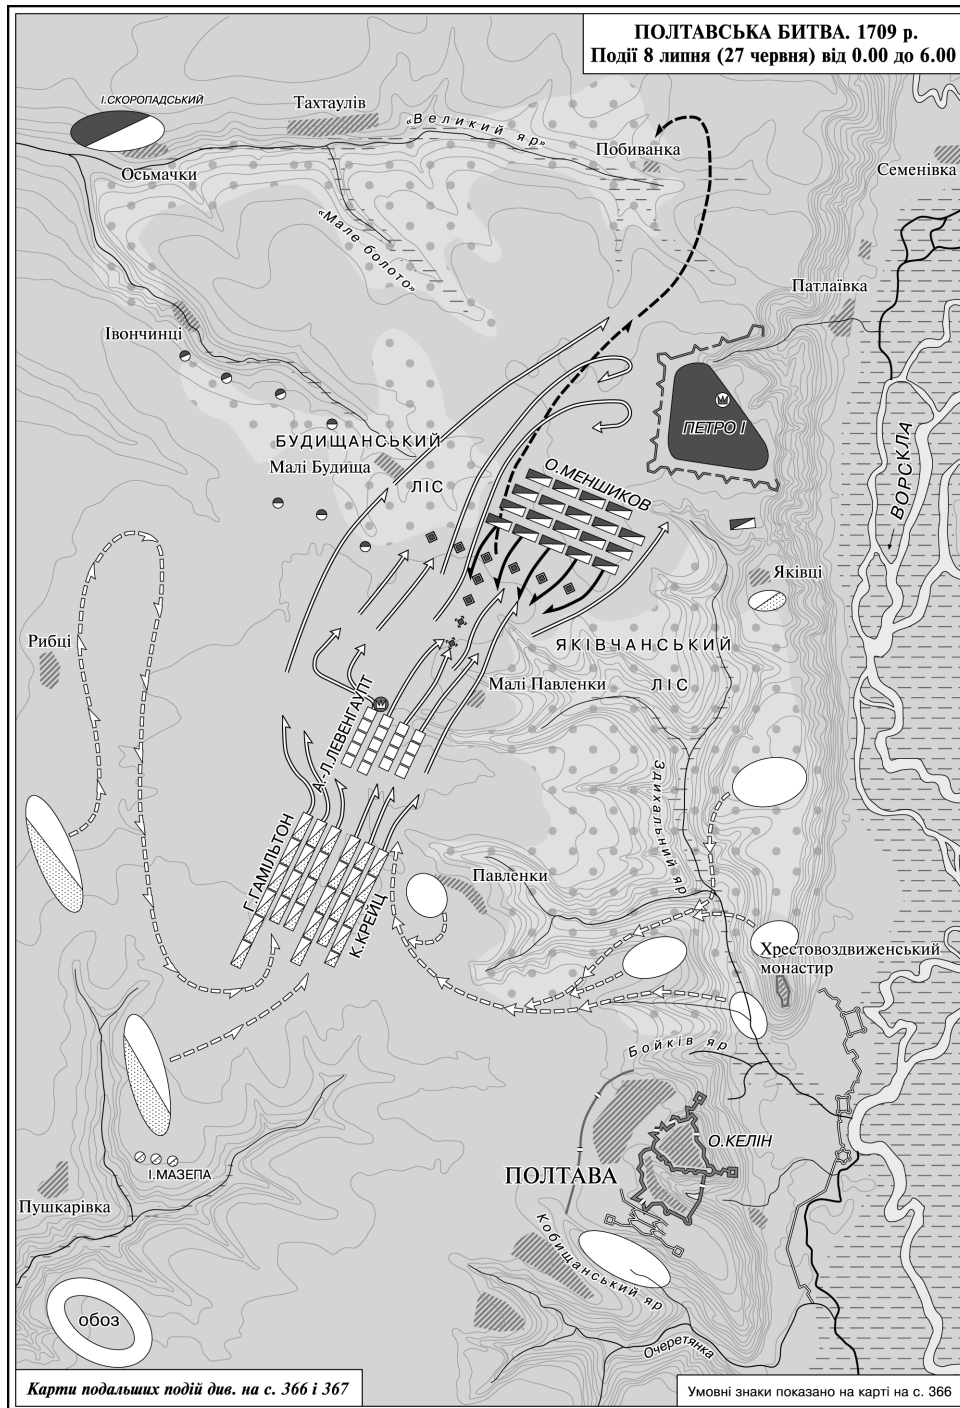 ПОЛТАВСЬКА БИТВА. 1709 р.
Події 8 липня (27 червня) від 0.00 до 6.00
І.СКОРОПАДСЬКИЙ
Тахтаулів
«Великий яр»
Побиванка
Семенівка
Осьмачки
«Мале болото»
Патлаївка
Івончинці
ПЕТРО І
БУДИЩАНСЬКИЙ
ЛІС
Малі Будища
О.МЕНШИКОВ
ВОРСКЛА
Яківці
Рибці
ЯКІВЧАНСЬКИЙ
ЛІС
Малі Павленки
А.-Л.ЛЕВЕНГАУПТ
Здихальний яр
Г.ГАМІЛЬТОН
К.КРЕЙЦ
Павленки
Хрестовоздвиженський
монастир
Бойків яр
О.КЕЛІН
ПОЛТАВА
І.МАЗЕПА
Пушкарівка
Кобищанський яр
обоз
Очеретянка
Карти подальших подій див. на с. 366 і 367
Умовні знаки показано на карті на с. 366